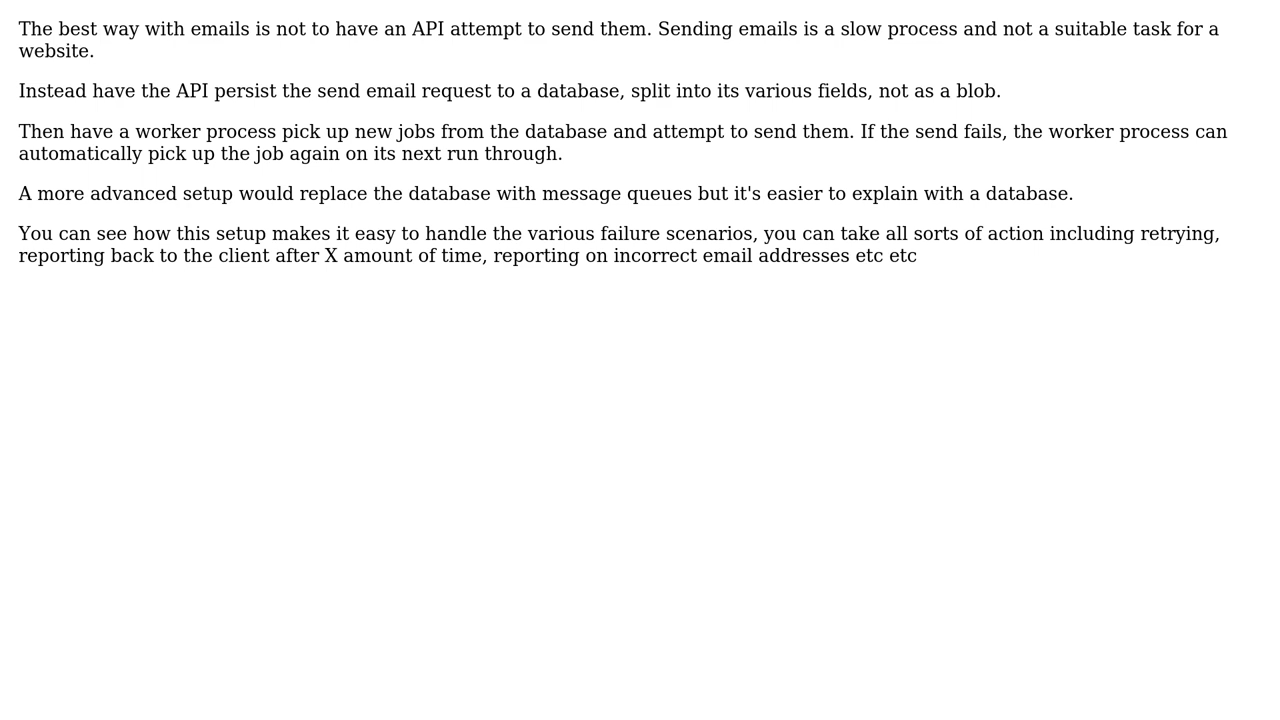 The best way with emails is not to have an API attempt to send them. Sending emails is a slow process and not a suitable task for a
website.
Instead have the API persist the send email request to a database, split into its various fields, not as a blob.
Then have a worker process pick up new jobs from the database and attempt to send them. If the send fails, the worker process can
automatically pick up the job again on its next run through.
A more advanced setup would replace the database with message queues but it's easier to explain with a database.
You can see how this setup makes it easy to handle the various failure scenarios, you can take all sorts of action including retrying,
reporting back to the client after X amount of time, reporting on incorrect email addresses etc etc